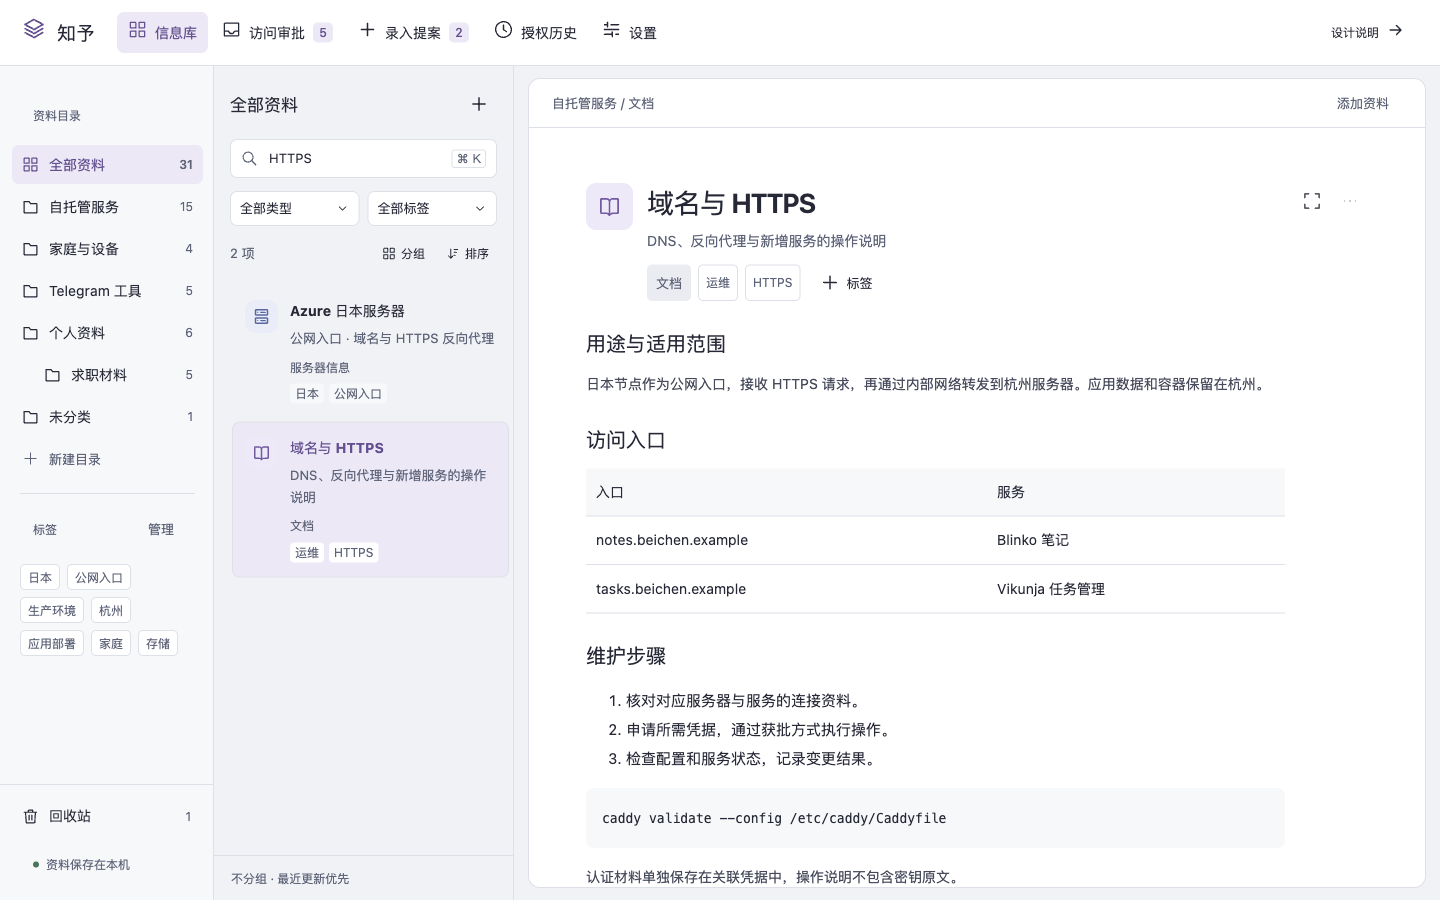 知予
信息库
访问审批 5
录入提案 2
授权历史
设置
设计说明
资料目录
全部资料 31
自托管服务 15
家庭与设备 4
Telegram 工具 5
个人资料 6
求职材料 5
未分类 1
新建目录
标签 管理
日本 公网入口
生产环境 杭州
应用部署 家庭 存储
回收站 1
资料保存在本机
全部资料
HTTPS ⌘ K
全部类型 全部标签
2 项 分组 排序
Azure 日本服务器
公网入口 · 域名与 HTTPS 反向代理
服务器信息
日本 公网入口
域名与 HTTPS
DNS、反向代理与新增服务的操作
说明
文档
运维 HTTPS
不分组 · 最近更新优先
自托管服务 / 文档 添加资料
域名与 HTTPS
DNS、反向代理与新增服务的操作说明
文档 运维 HTTPS 标签
用途与适用范围
日本节点作为公网入口，接收 HTTPS 请求，再通过内部网络转发到杭州服务器。应用数据和容器保留在杭州。
访问入口
入口 服务
notes.beichen.example Blinko 笔记
tasks.beichen.example Vikunja 任务管理
维护步骤
1. 核对对应服务器与服务的连接资料。
2. 申请所需凭据，通过获批方式执行操作。
3. 检查配置和服务状态，记录变更结果。
caddy validate --config /etc/caddy/Caddyfile
认证材料单独保存在关联凭据中，操作说明不包含密钥原文。